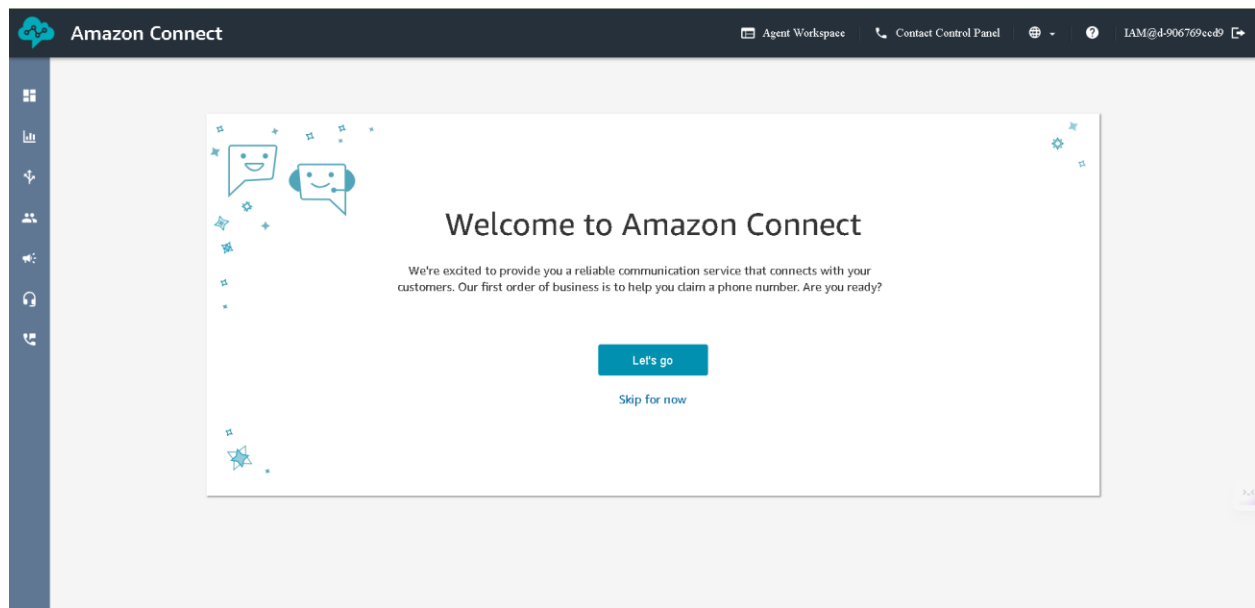 Amazon Connect
Agent Workspace
Contact Control Panel
IAM@d-906769ccd9
Welcome to Amazon Connect
We're excited to provide you a reliable communication service that connects with your
customers. Our first order of business is to help you claim a phone number. Are you ready?
Let's go
Skip for now